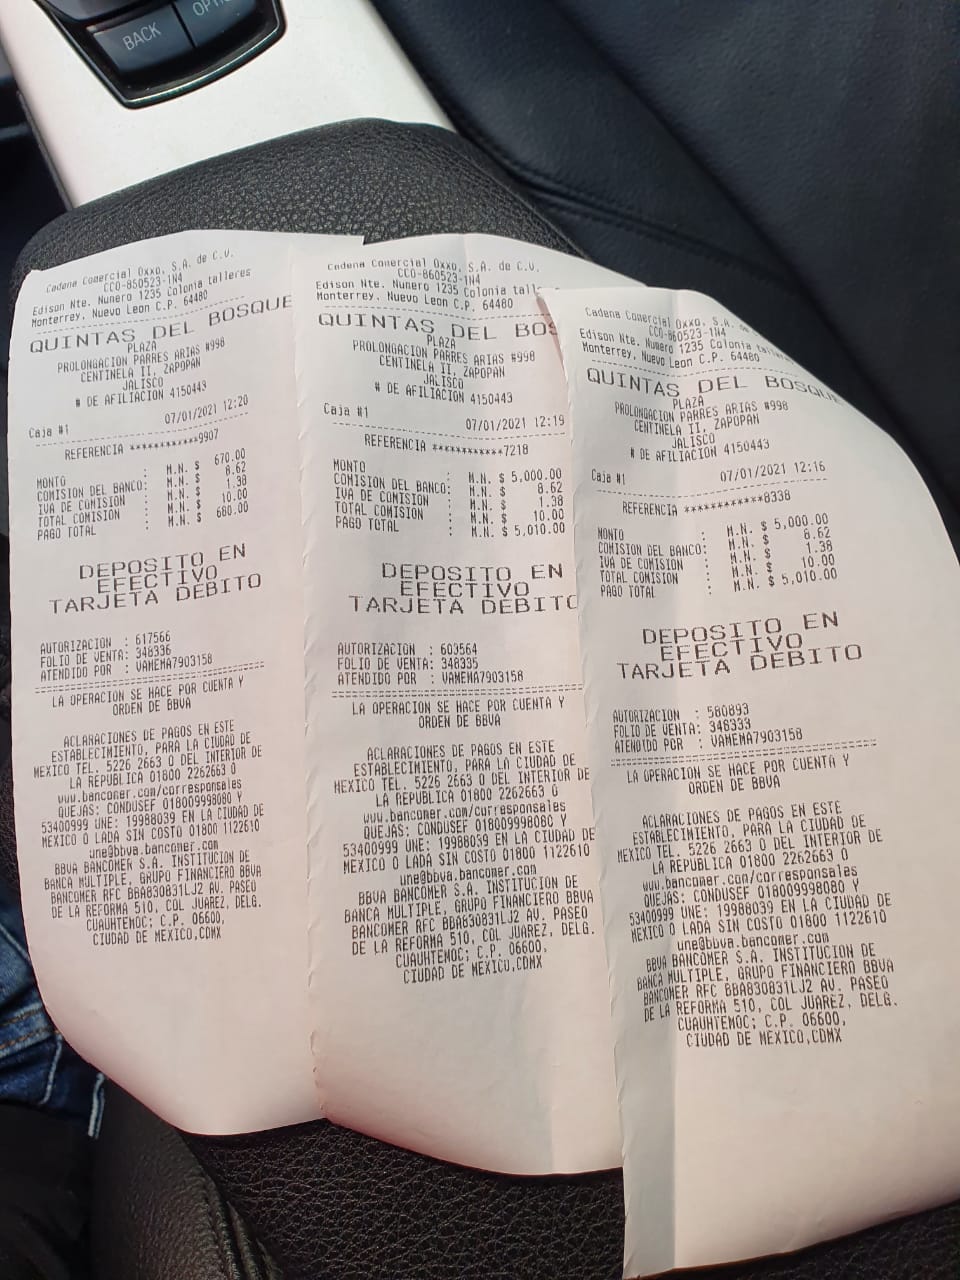 BACK
Cadena Comercial Oxxo, S.A. de C.V.
CCO-860523-1N4
Edison Nte. Numero 1235 Colonia talleres
Monterrey, Nuevo Leon C.P. 64480
QUINTAS DEL BOSQUE
PLAZA
PROLONGACION PARRES ARIAS #998
CENTINELA II, ZAPOPAN
JALISCO
# DE AFILIACION 4150443
Caja #1 07/01/2021 12:20
REFERENCIA ************9907
MONTO : M.N. $ 670.00
COMISION DEL BANCO: M.N. $ 8.62
IVA DE COMISION : M.N. $ 1.38
TOTAL COMISION : M.N. $ 10.00
PAGO TOTAL : M.N. $ 680.00
DEPOSITO EN
EFECTIVO
TARJETA DEBITO
AUTORIZACION : 617566
FOLIO DE VENTA: 348336
ATENDIDO POR : VAMEMA7903158
LA OPERACION SE HACE POR CUENTA Y
ORDEN DE BBVA
ACLARACIONES DE PAGOS EN ESTE
ESTABLECIMIENTO, PARA LA CIUDAD DE
MEXICO TEL. 5226 2663 O DEL INTERIOR DE
LA REPUBLICA 01800 2262663 O
www.bancomer.com/corresponsales
QUEJAS: CONDUSEF 018009998080 Y
53400999 UNE: 19988039 EN LA CIUDAD DE
MEXICO O LADA SIN COSTO 01800 1122610
une@bbva.bancomer.com
BBVA BANCOMER S.A. INSTITUCION DE
BANCA MULTIPLE, GRUPO FINANCIERO BBVA
BANCOMER RFC BBA830831LJ2 AV. PASEO
DE LA REFORMA 510, COL JUAREZ, DELG.
CUAUHTEMOC; C.P. 06600,
CIUDAD DE MEXICO,CDMX
Cadena Comercial Oxxo, S.A. de C.V.
CCO-860523-1N4
Edison Nte. Numero 1235 Colonia tall
Monterrey, Nuevo Leon C.P. 64480
QUINTAS DEL BOS
PLAZA
PROLONGACION PARRES ARIAS #998
CENTINELA II, ZAPOPAN
JALISCO
# DE AFILIACION 4150443
Caja #1 07/01/2021 12:19
REFERENCIA ************7218
MONTO : M.N. $ 5,000.00
COMISION DEL BANCO: M.N. $ 8.62
IVA DE COMISION : M.N. $ 1.38
TOTAL COMISION : M.N. $ 10.00
PAGO TOTAL : M.N. $ 5,010.00
DEPOSITO EN
EFECTIVO
TARJETA DEBITO
AUTORIZACION : 603564
FOLIO DE VENTA: 348335
ATENDIDO POR : VAMEMA7903158
LA OPERACION SE HACE POR CUENTA Y
ORDEN DE BBVA
ACLARACIONES DE PAGOS EN ESTE
ESTABLECIMIENTO, PARA LA CIUDAD DE
MEXICO TEL. 5226 2663 O DEL INTERIOR DE
LA REPUBLICA 01800 2262663 O
www.bancomer.com/corresponsales
QUEJAS: CONDUSEF 018009998080 Y
53400999 UNE: 19988039 EN LA CIUDAD DE
MEXICO O LADA SIN COSTO 01800 1122610
une@bbva.bancomer.com
BBVA BANCOMER S.A. INSTITUCION DE
BANCA MULTIPLE, GRUPO FINANCIERO BBVA
BANCOMER RFC BBA830831LJ2 AV. PASEO
DE LA REFORMA 510, COL JUAREZ, DELG.
CUAUHTEMOC; C.P. 06600,
CIUDAD DE MEXICO,CDMX
Cadena Comercial Oxxo, S.A. de
CCO-860523-1N4
Edison Nte. Numero 1235 Colonia talleres
Monterrey, Nuevo Leon C.P. 64480
QUINTAS DEL BOSQUE
PLAZA
PROLONGACION PARRES ARIAS #998
CENTINELA II, ZAPOPAN
JALISCO
# DE AFILIACION 4150443
Caja #1 07/01/2021 12:16
REFERENCIA ************8338
MONTO : M.N. $ 5,000.00
COMISION DEL BANCO: M.N. $ 8.62
IVA DE COMISION : M.N. $ 1.38
TOTAL COMISION : M.N. $ 10.00
PAGO TOTAL : M.N. $ 5,010.00
DEPOSITO EN
EFECTIVO
TARJETA DEBITO
AUTORIZACION : 580893
FOLIO DE VENTA: 348333
ATENDIDO POR : VAMEMA7903158
LA OPERACION SE HACE POR CUENTA Y
ORDEN DE BBVA
ACLARACIONES DE PAGOS EN ESTE
ESTABLECIMIENTO, PARA LA CIUDAD DE
MEXICO TEL. 5226 2663 O DEL INTERIOR DE
LA REPUBLICA 01800 2262663 O
www.bancomer.com/corresponsales
QUEJAS: CONDUSEF 018009998080 Y
53400999 UNE: 19988039 EN LA CIUDAD DE
MEXICO O LADA SIN COSTO 01800 1122610
une@bbva.bancomer.com
BBVA BANCOMER S.A. INSTITUCION DE
BANCA MULTIPLE, GRUPO FINANCIERO BBVA
BANCOMER RFC BBA830831LJ2 AV. PASEO
DE LA REFORMA 510, COL JUAREZ, DELG.
CUAUHTEMOC; C.P. 06600,
CIUDAD DE MEXICO,CDMX